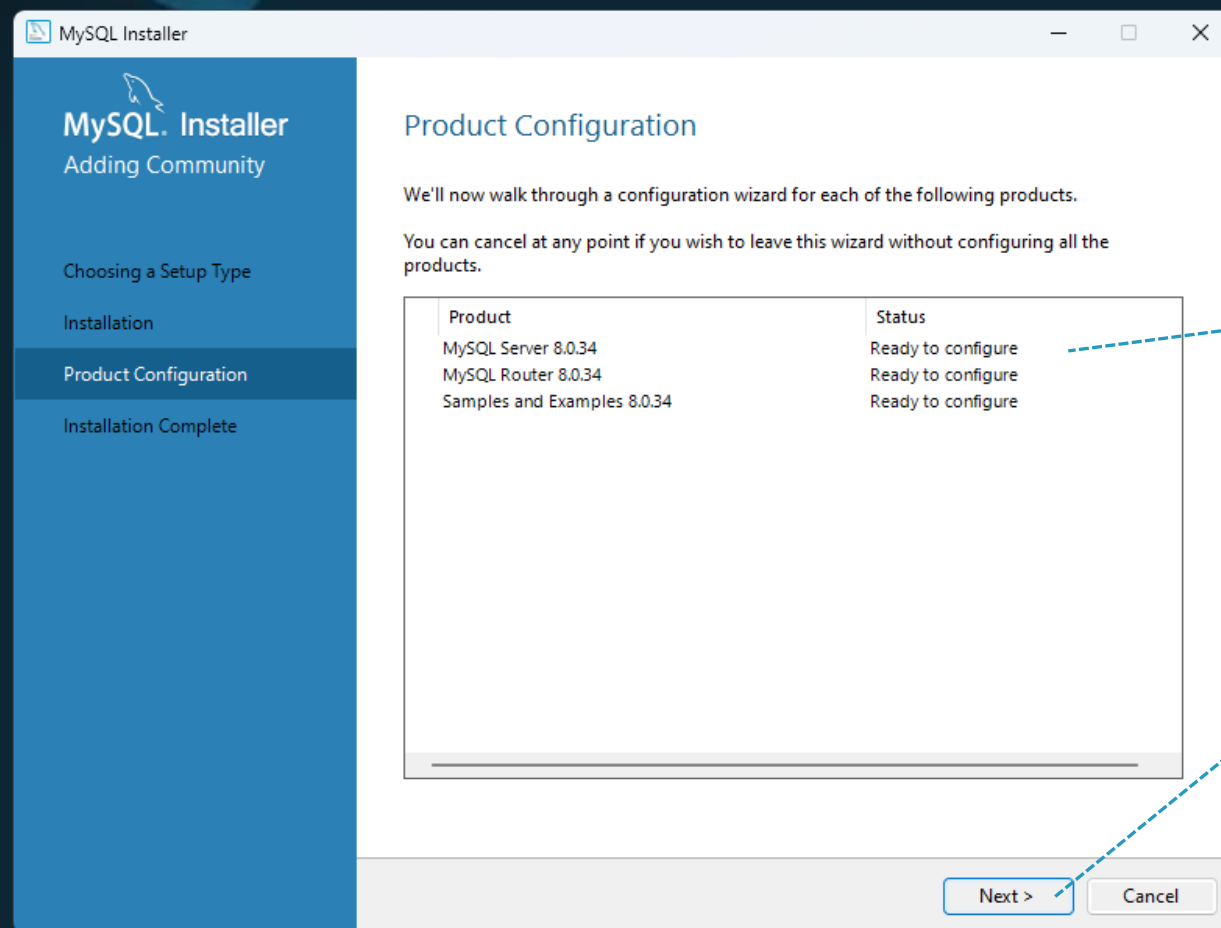 MySQL Installer
MySQL. Installer
Adding Community
Choosing a Setup Type
Installation
Product Configuration
Installation Complete
Product Configuration
We'll now walk through a configuration wizard for each of the following products.
You can cancel at any point if you wish to leave this wizard without configuring all the
products.
Product Status
MySQL Server 8.0.34 Ready to configure
MySQL Router 8.0.34 Ready to configure
Samples and Examples 8.0.34 Ready to configure
Next > Cancel